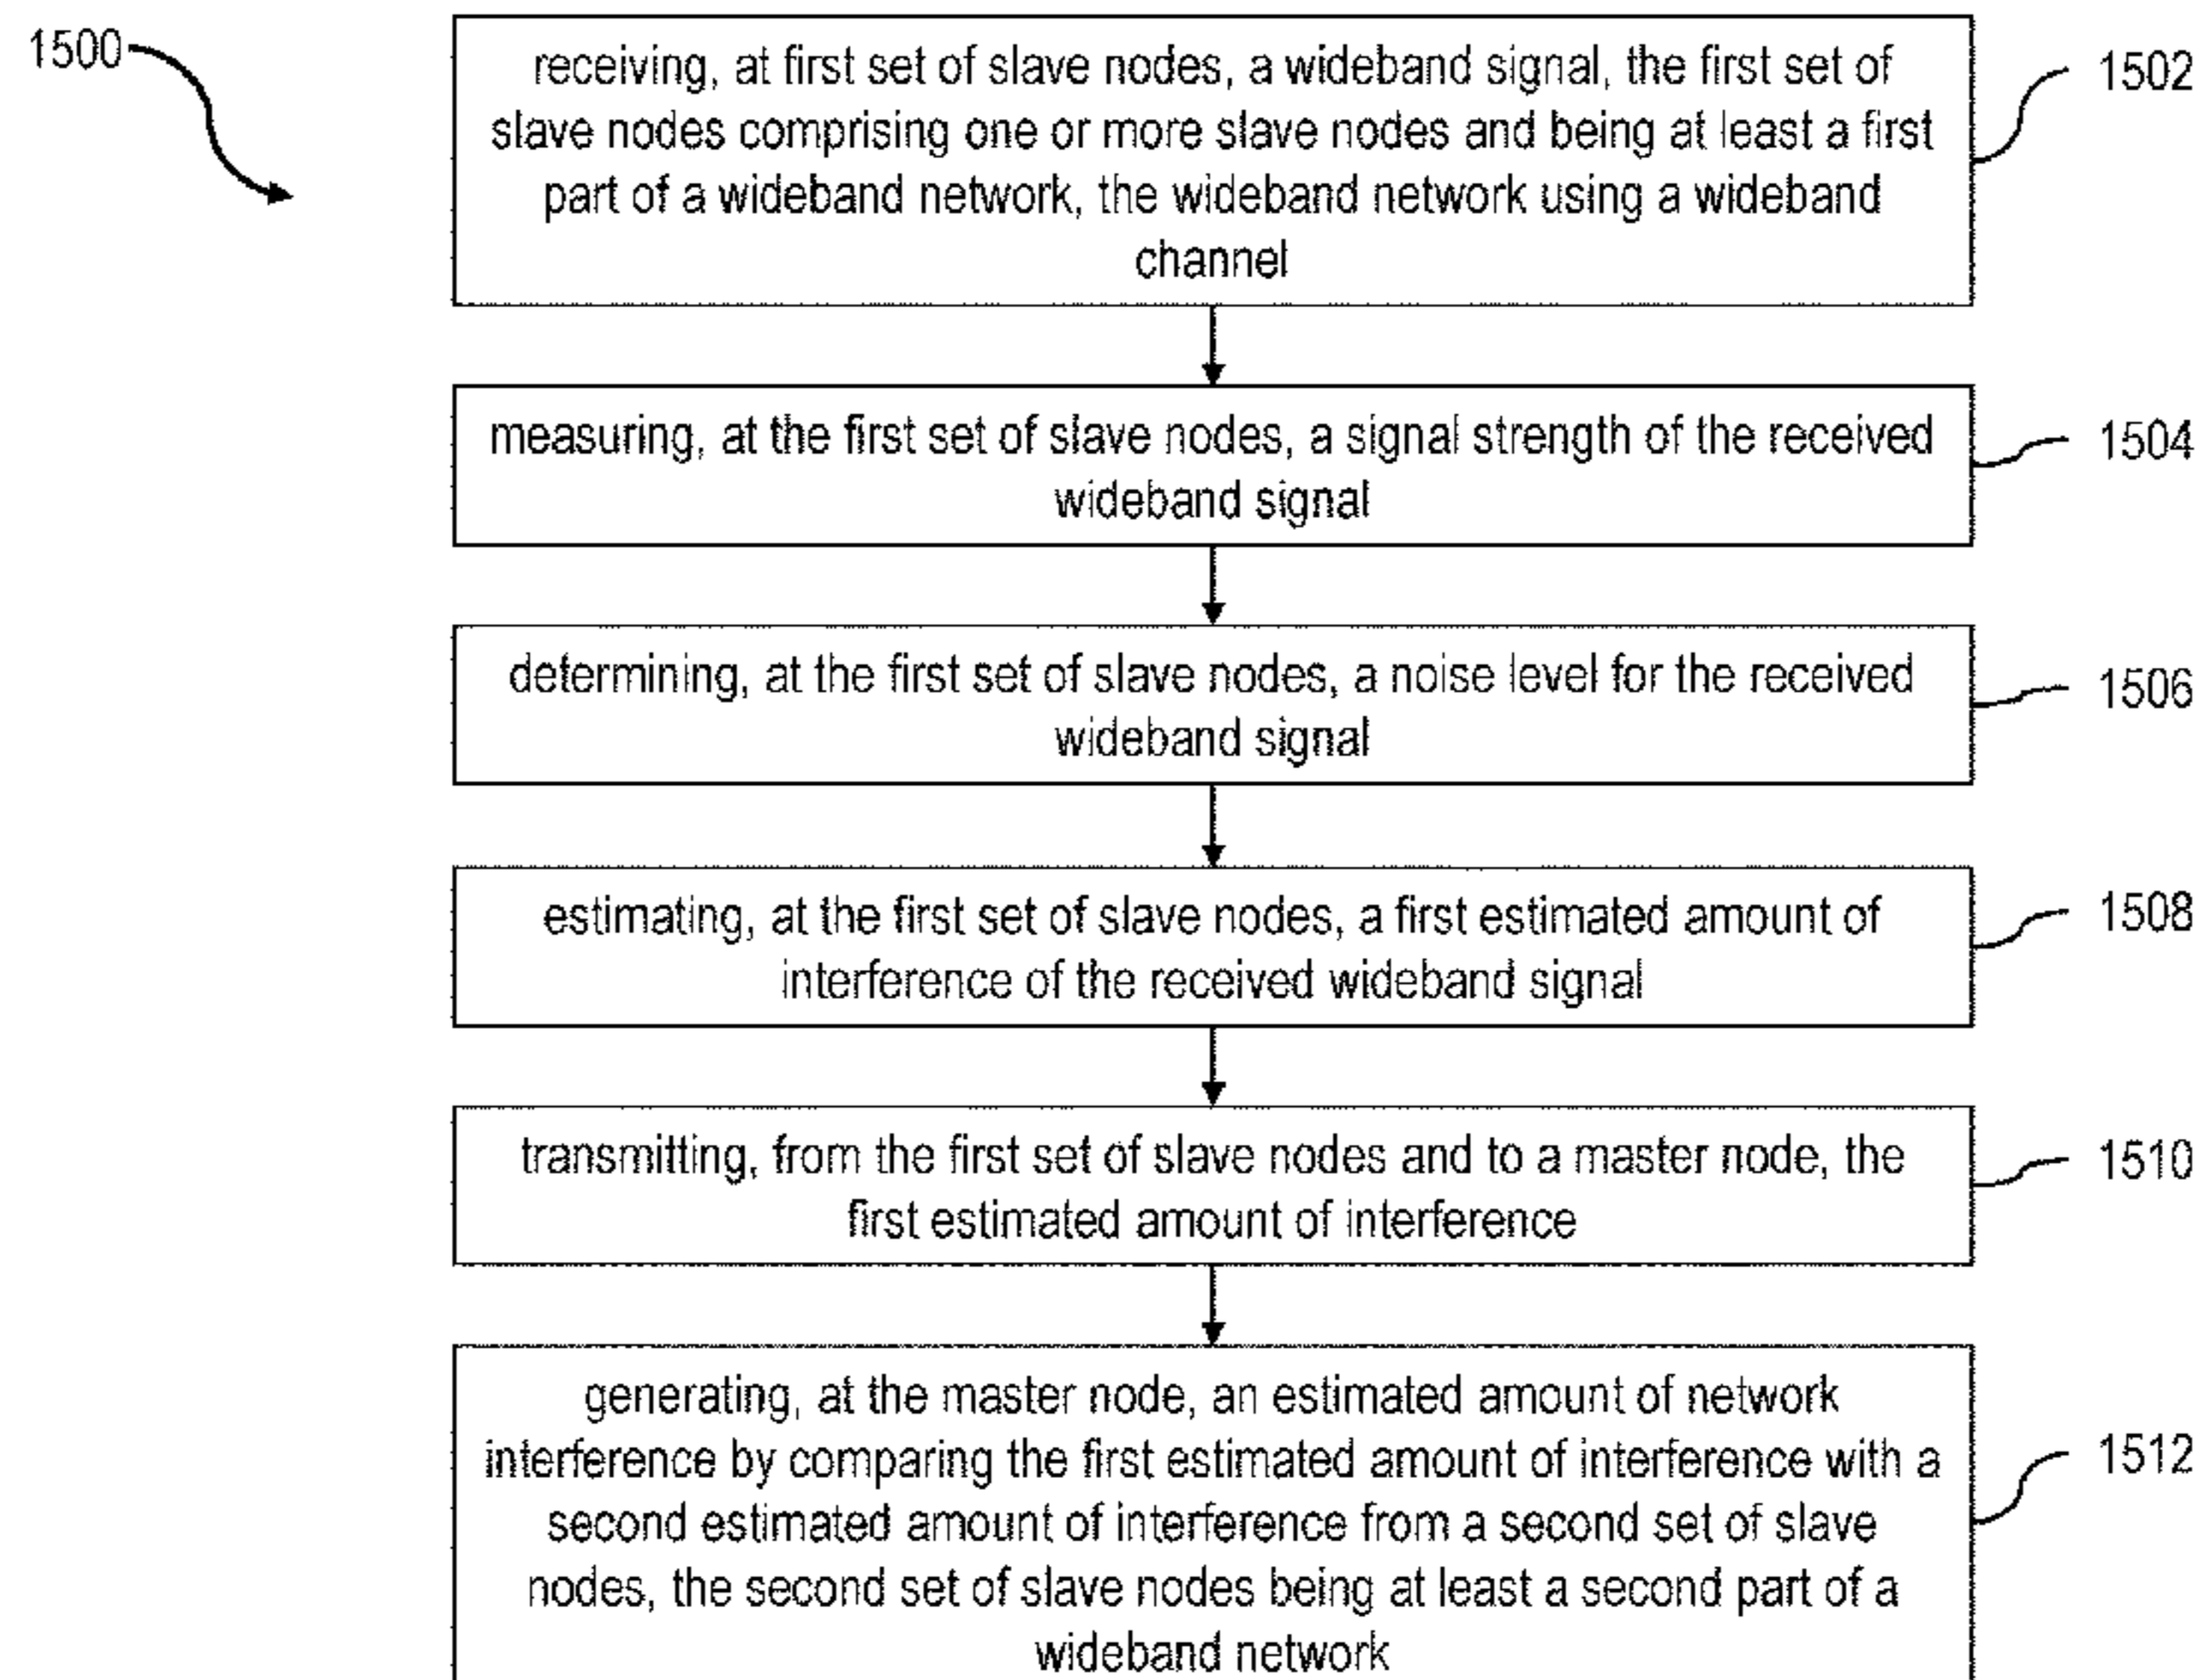 1500
receiving, at first set of slave nodes, a wideband signal, the first set of
slave nodes comprising one or more slave nodes and being at least a first
part of a wideband network, the wideband network using a wideband
channel
1502
measuring, at the first set of slave nodes, a signal strength of the received
wideband signal
1504
determining, at the first set of slave nodes, a noise level for the received
wideband signal
1506
estimating, at the first set of slave nodes, a first estimated amount of
interference of the received wideband signal
1508
transmitting, from the first set of slave nodes and to a master node, the
first estimated amount of interference
1510
generating, at the master node, an estimated amount of network
interference by comparing the first estimated amount of interference with a
second estimated amount of interference from a second set of slave
nodes, the second set of slave nodes being at least a second part of a
wideband network
1512